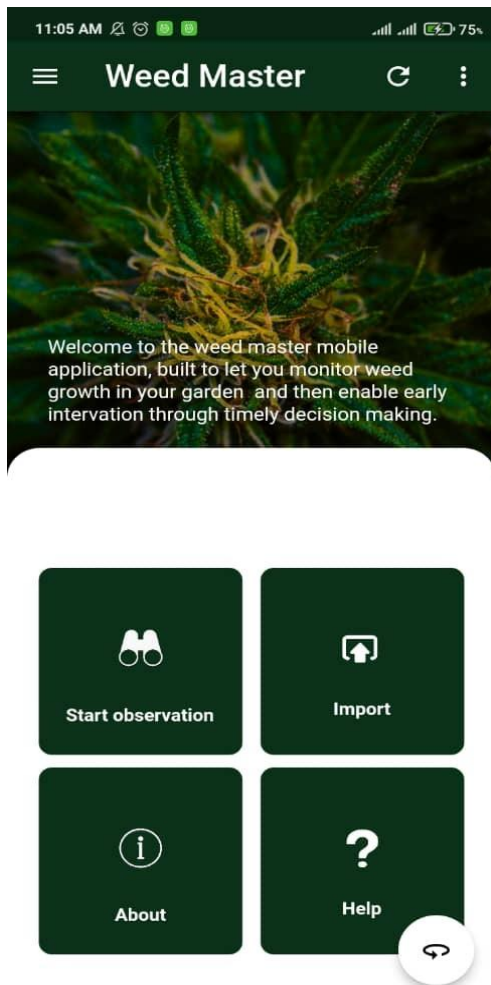 11:05 AM 75%
Weed Master
Welcome to the weed master mobile
application, built to let you monitor weed
growth in your garden and then enable early
intervation through timely decision making.
Start observation
Import
About
Help